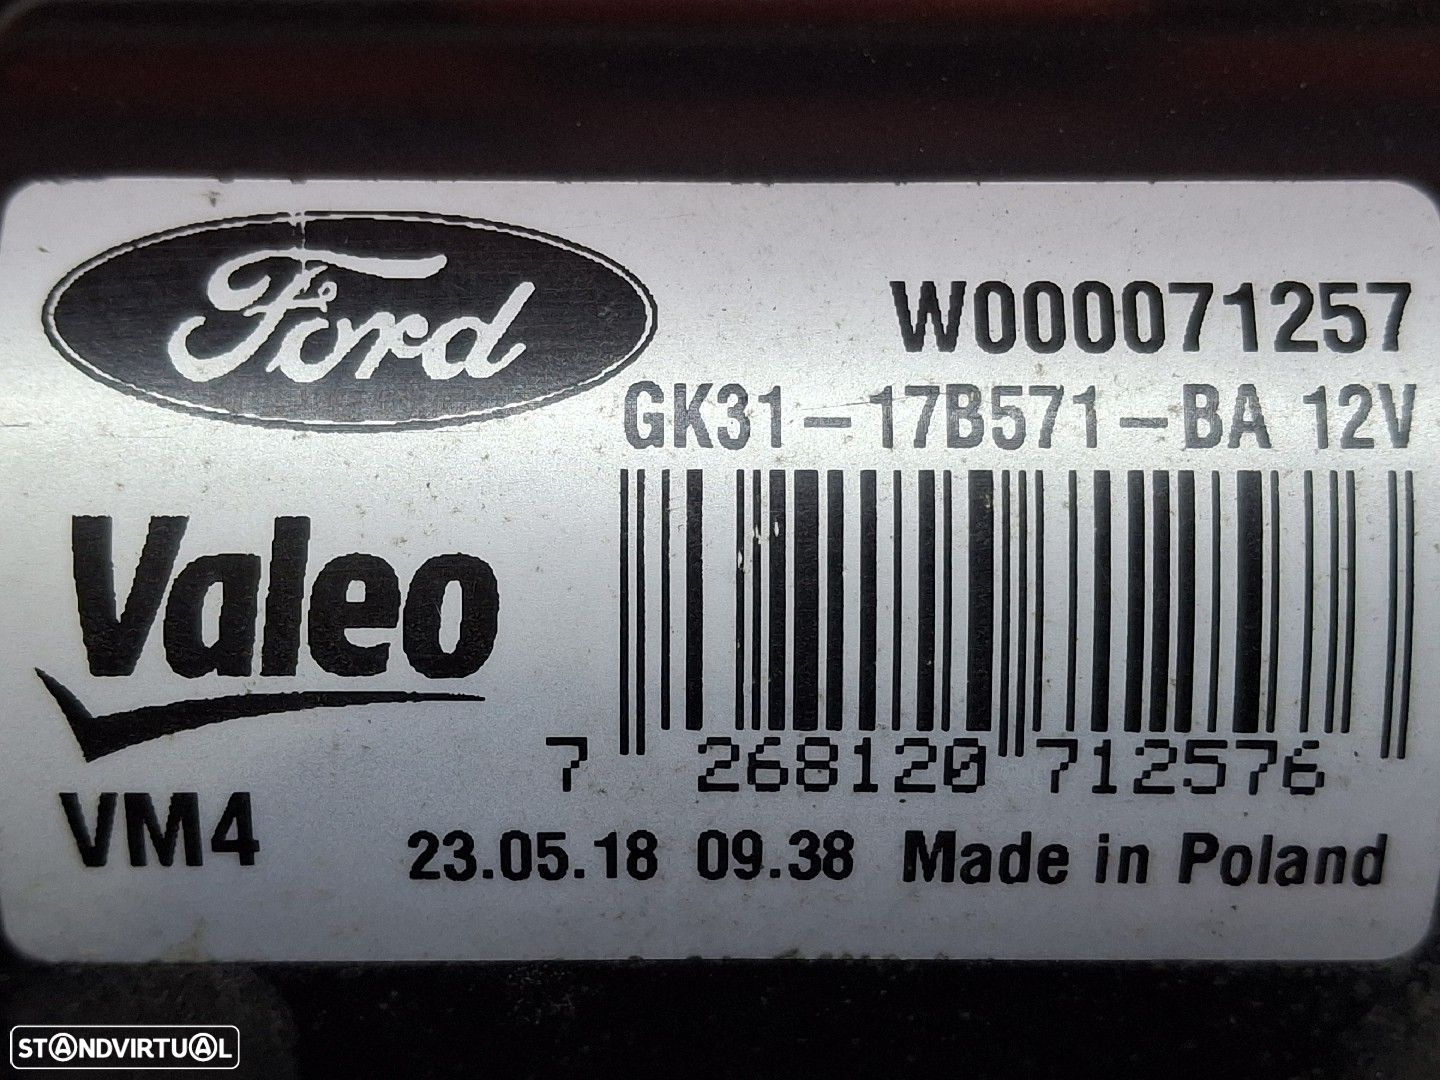 Ford
W000071257
GK31-17B571-BA 12V
Valeo
7 268120 712576
VM4
23.05.18 09.38 Made in Poland
STANDVIRTUAL